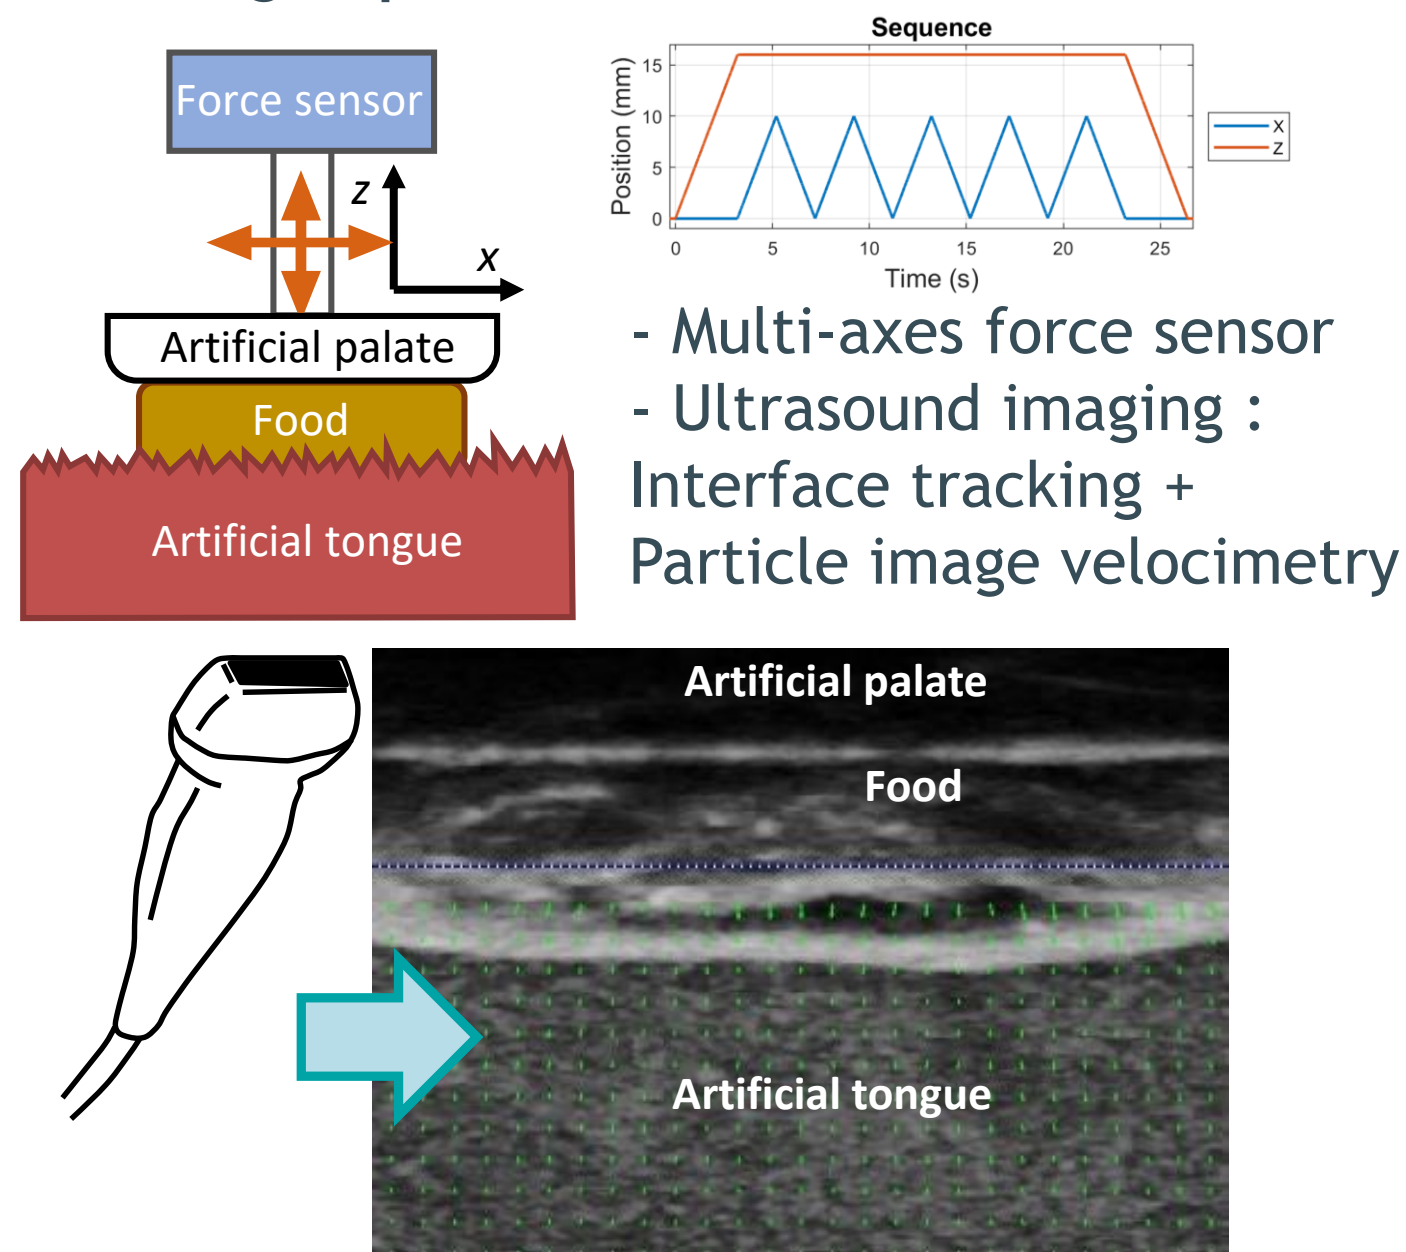 Force sensor
z
x
Artificial palate
Food
Artificial tongue
Sequence
Position (mm)
15
10
5
0
0
5
10
15
20
25
Time (s)
X
Z
- Multi-axes force sensor
- Ultrasound imaging :
Interface tracking +
Particle image velocimetry
Artificial palate
Food
Artificial tongue